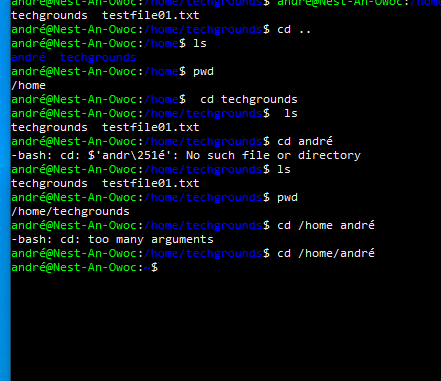 andré@Nest-An-Owoc:/home/techgrounds$ andré@Nest-An-Owoc:/home
techgrounds  testfile01.txt
andré@Nest-An-Owoc:/home/techgrounds$ cd ..
andré@Nest-An-Owoc:/home$ ls
andré  techgrounds
andré@Nest-An-Owoc:/home$ pwd
/home
andré@Nest-An-Owoc:/home$  cd techgrounds
andré@Nest-An-Owoc:/home/techgrounds$  ls
techgrounds  testfile01.txt
andré@Nest-An-Owoc:/home/techgrounds$ cd andré
-bash: cd: $'andr\251é': No such file or directory
andré@Nest-An-Owoc:/home/techgrounds$ ls
techgrounds  testfile01.txt
andré@Nest-An-Owoc:/home/techgrounds$ pwd
/home/techgrounds
andré@Nest-An-Owoc:/home/techgrounds$ cd /home andré
-bash: cd: too many arguments
andré@Nest-An-Owoc:/home/techgrounds$ cd /home/andré
andré@Nest-An-Owoc:~$